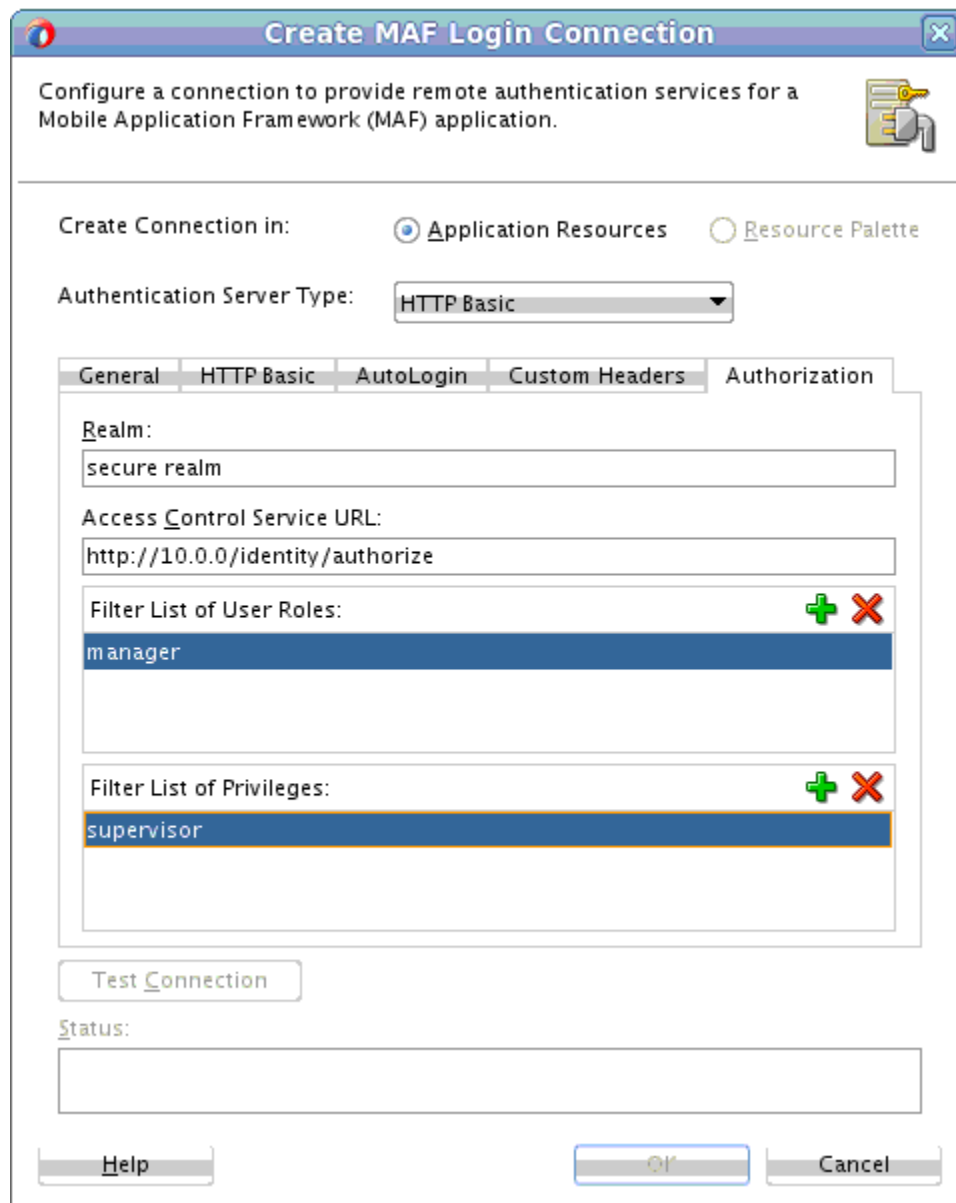 Create MAF Login Connection
Configure a connection to provide remote authentication services for a
Mobile Application Framework (MAF) application.
Create Connection in: Application Resources Resource Palette
Authentication Server Type: HTTP Basic
General HTTP Basic AutoLogin Custom Headers Authorization
Realm:
secure realm
Access Control Service URL:
http://10.0.0/identity/authorize
Filter List of User Roles:
manager
Filter List of Privileges:
supervisor
Test Connection
Status:
Help OK Cancel